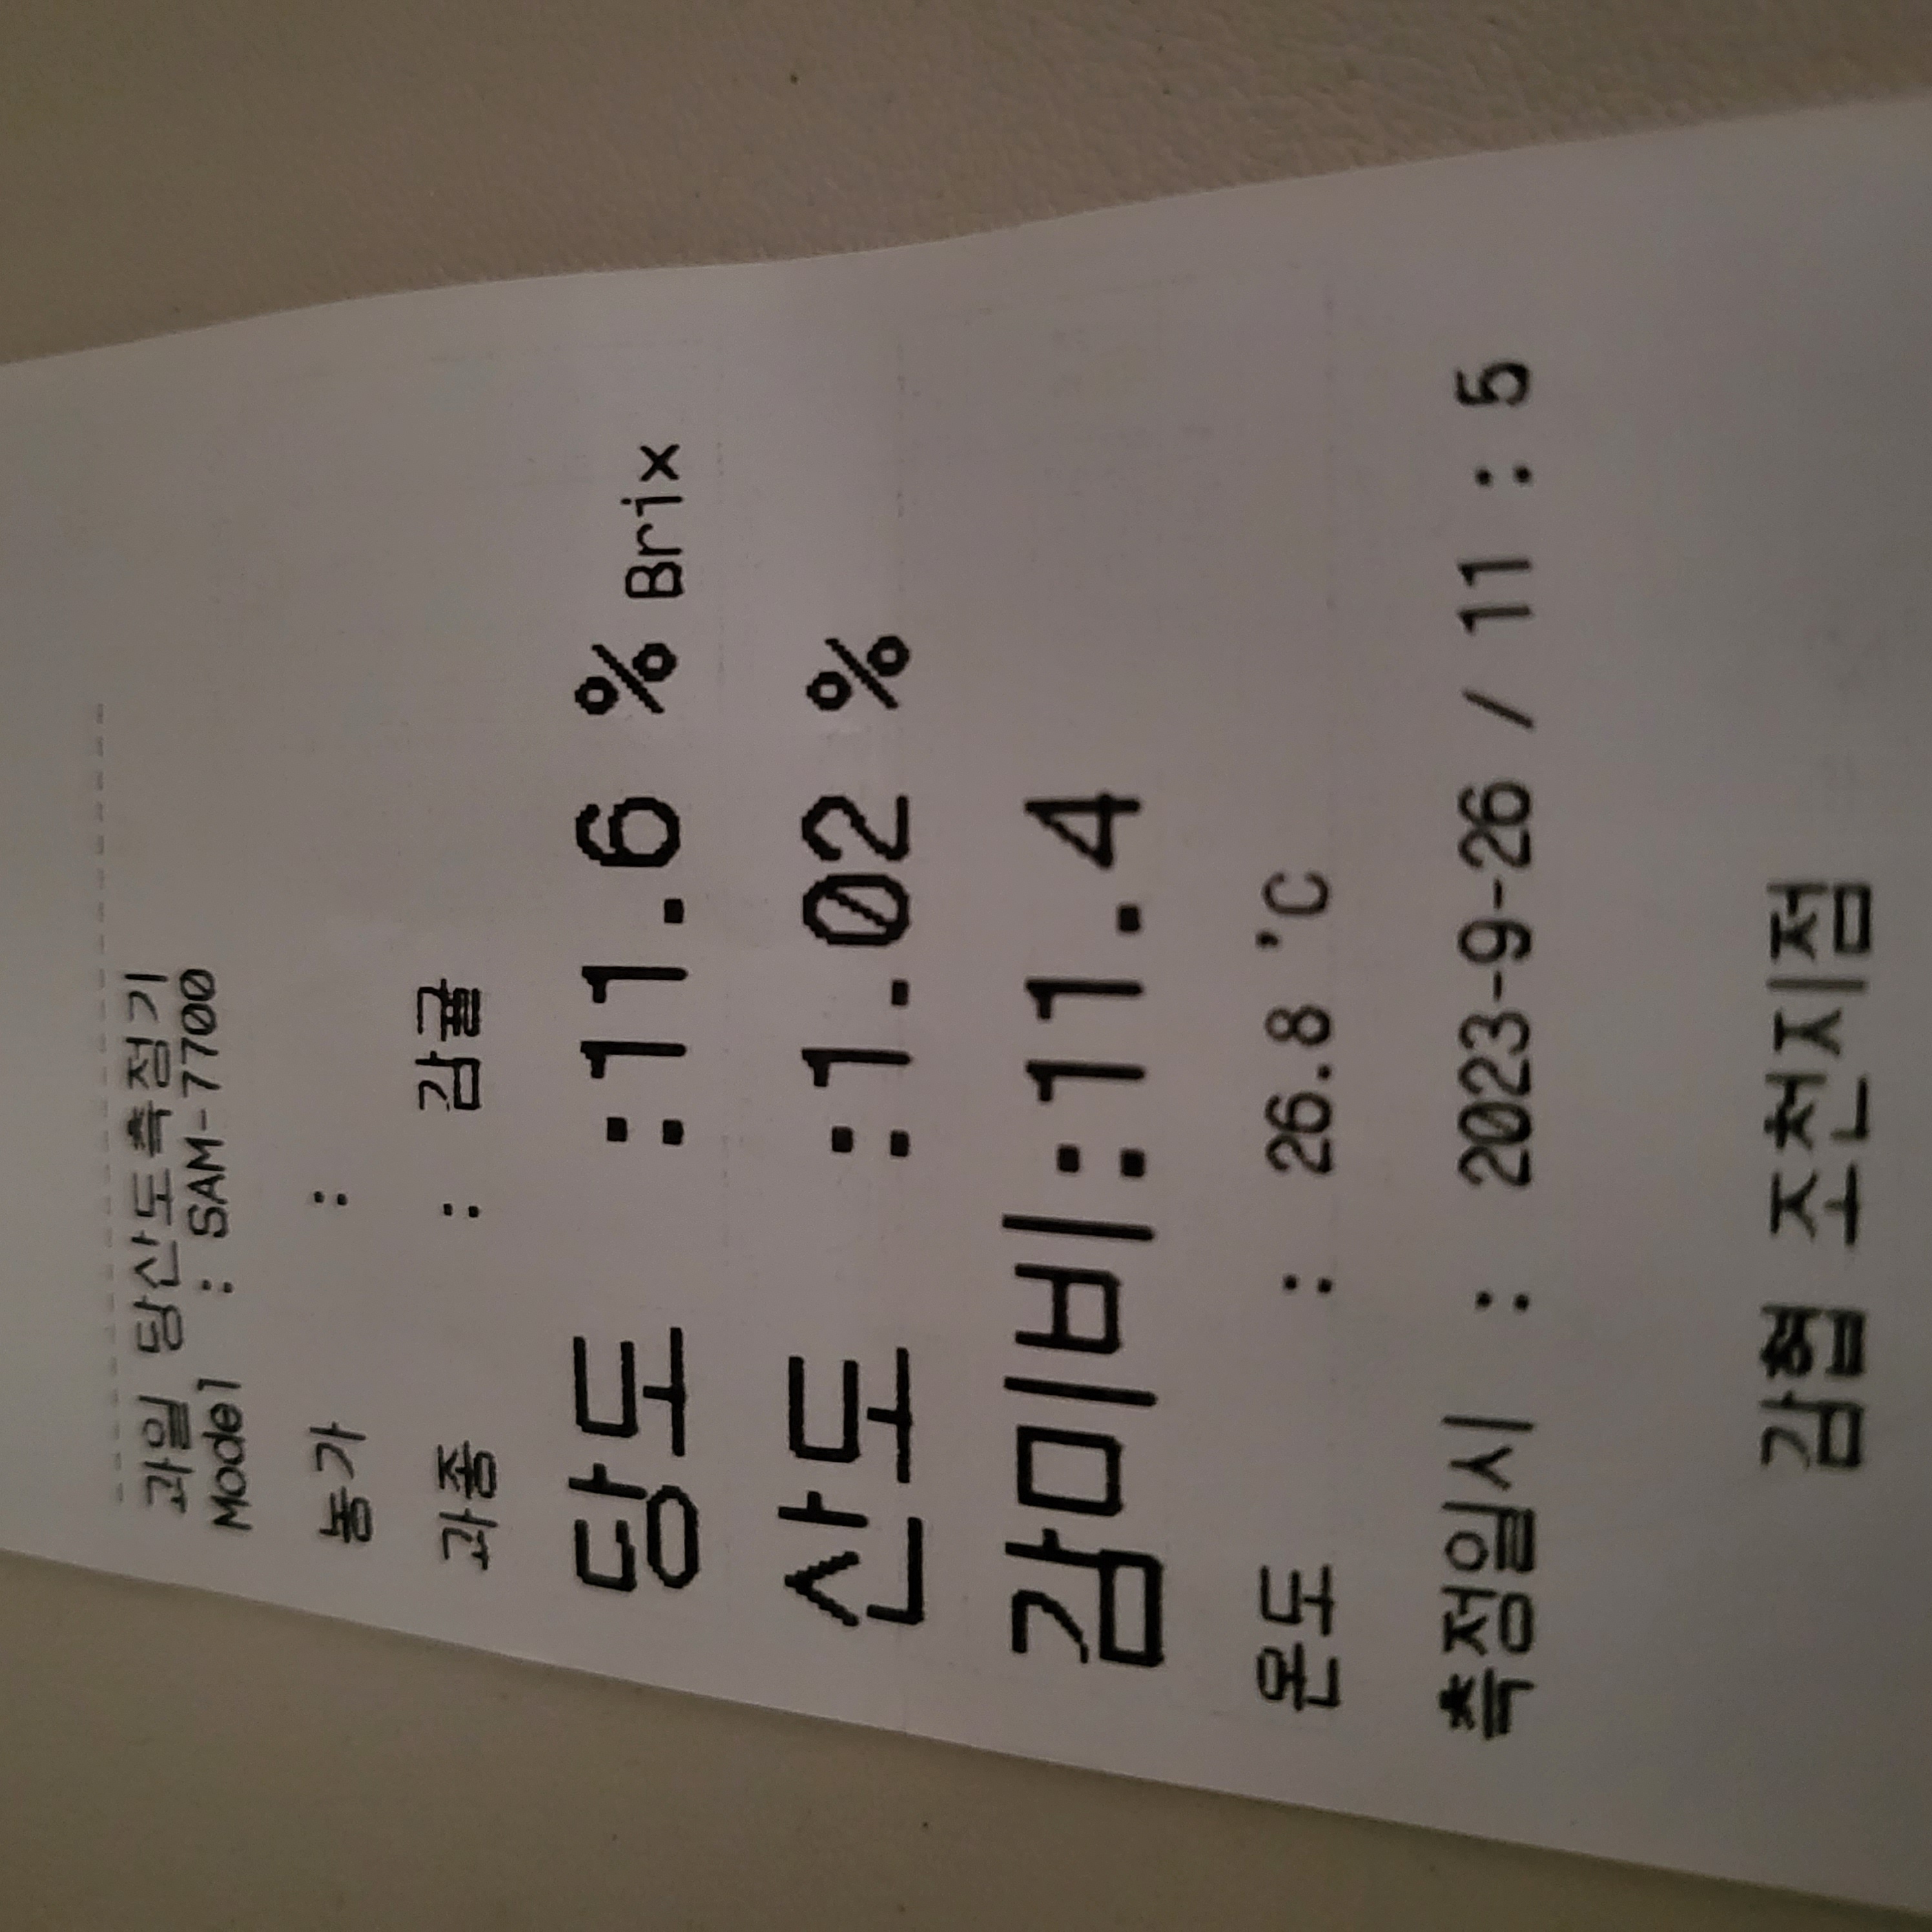 과일 당산도측정기
Model : SAM-7700
농가 :
과종 : 감귤
당도 :11.6 % Brix
산도 :1.02 %
감미비:11.4
온도 : 26.8 'C
측정일시 : 2023-9-26 / 11 : 5
감협 조천지점